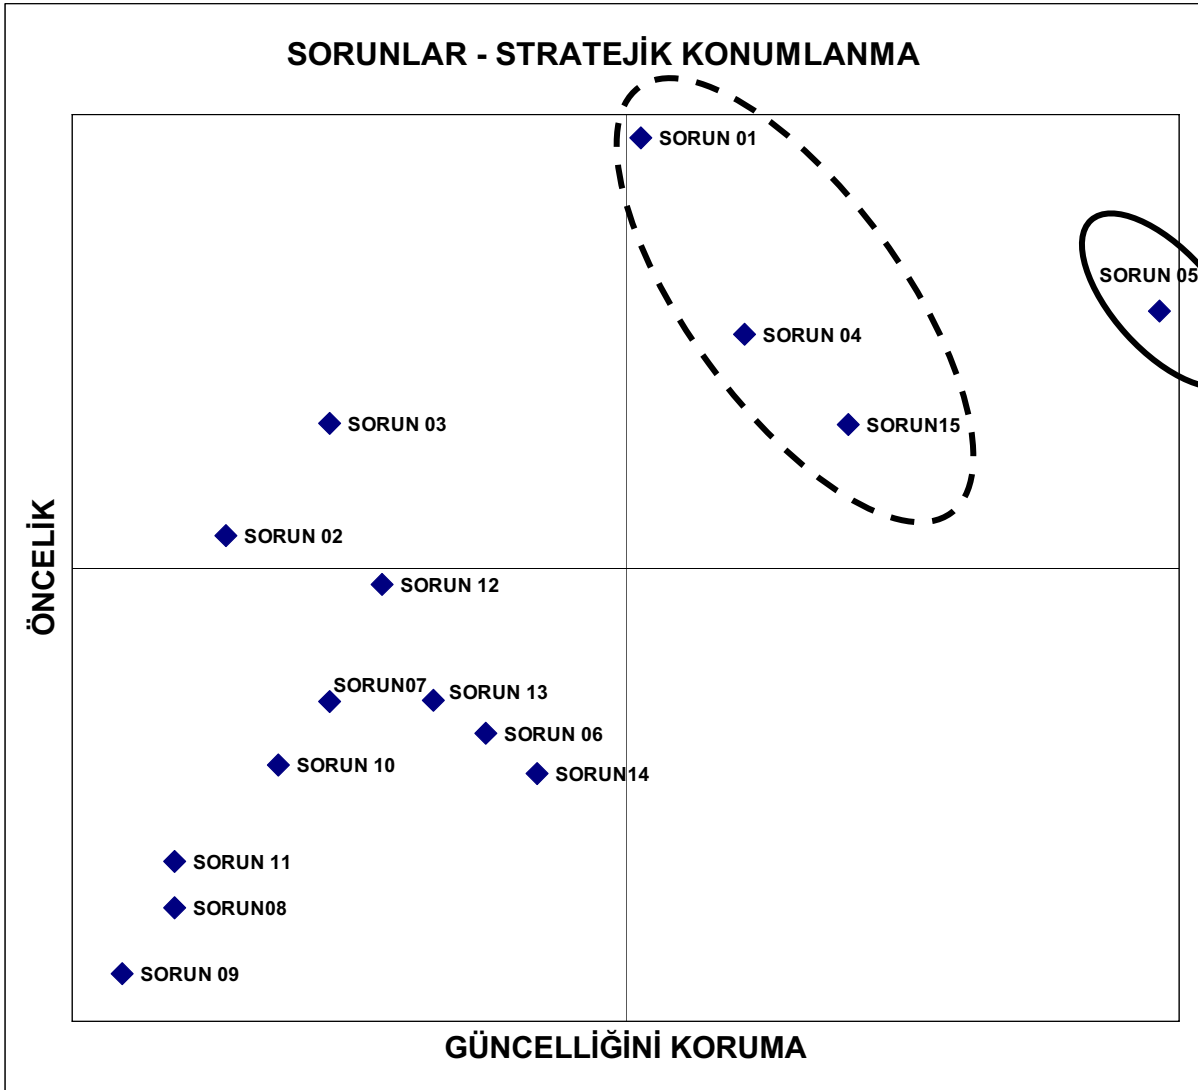 SORUNLAR - STRATEJİK KONUMLANMA
SORUN 01
SORUN 05
SORUN 04
SORUN 03
SORUN15
SORUN 02
ÖNCELİK
SORUN 12
SORUN07
SORUN 13
SORUN 06
SORUN 10
SORUN14
SORUN 11
SORUN08
SORUN 09
GÜNCELLİĞİNİ KORUMA